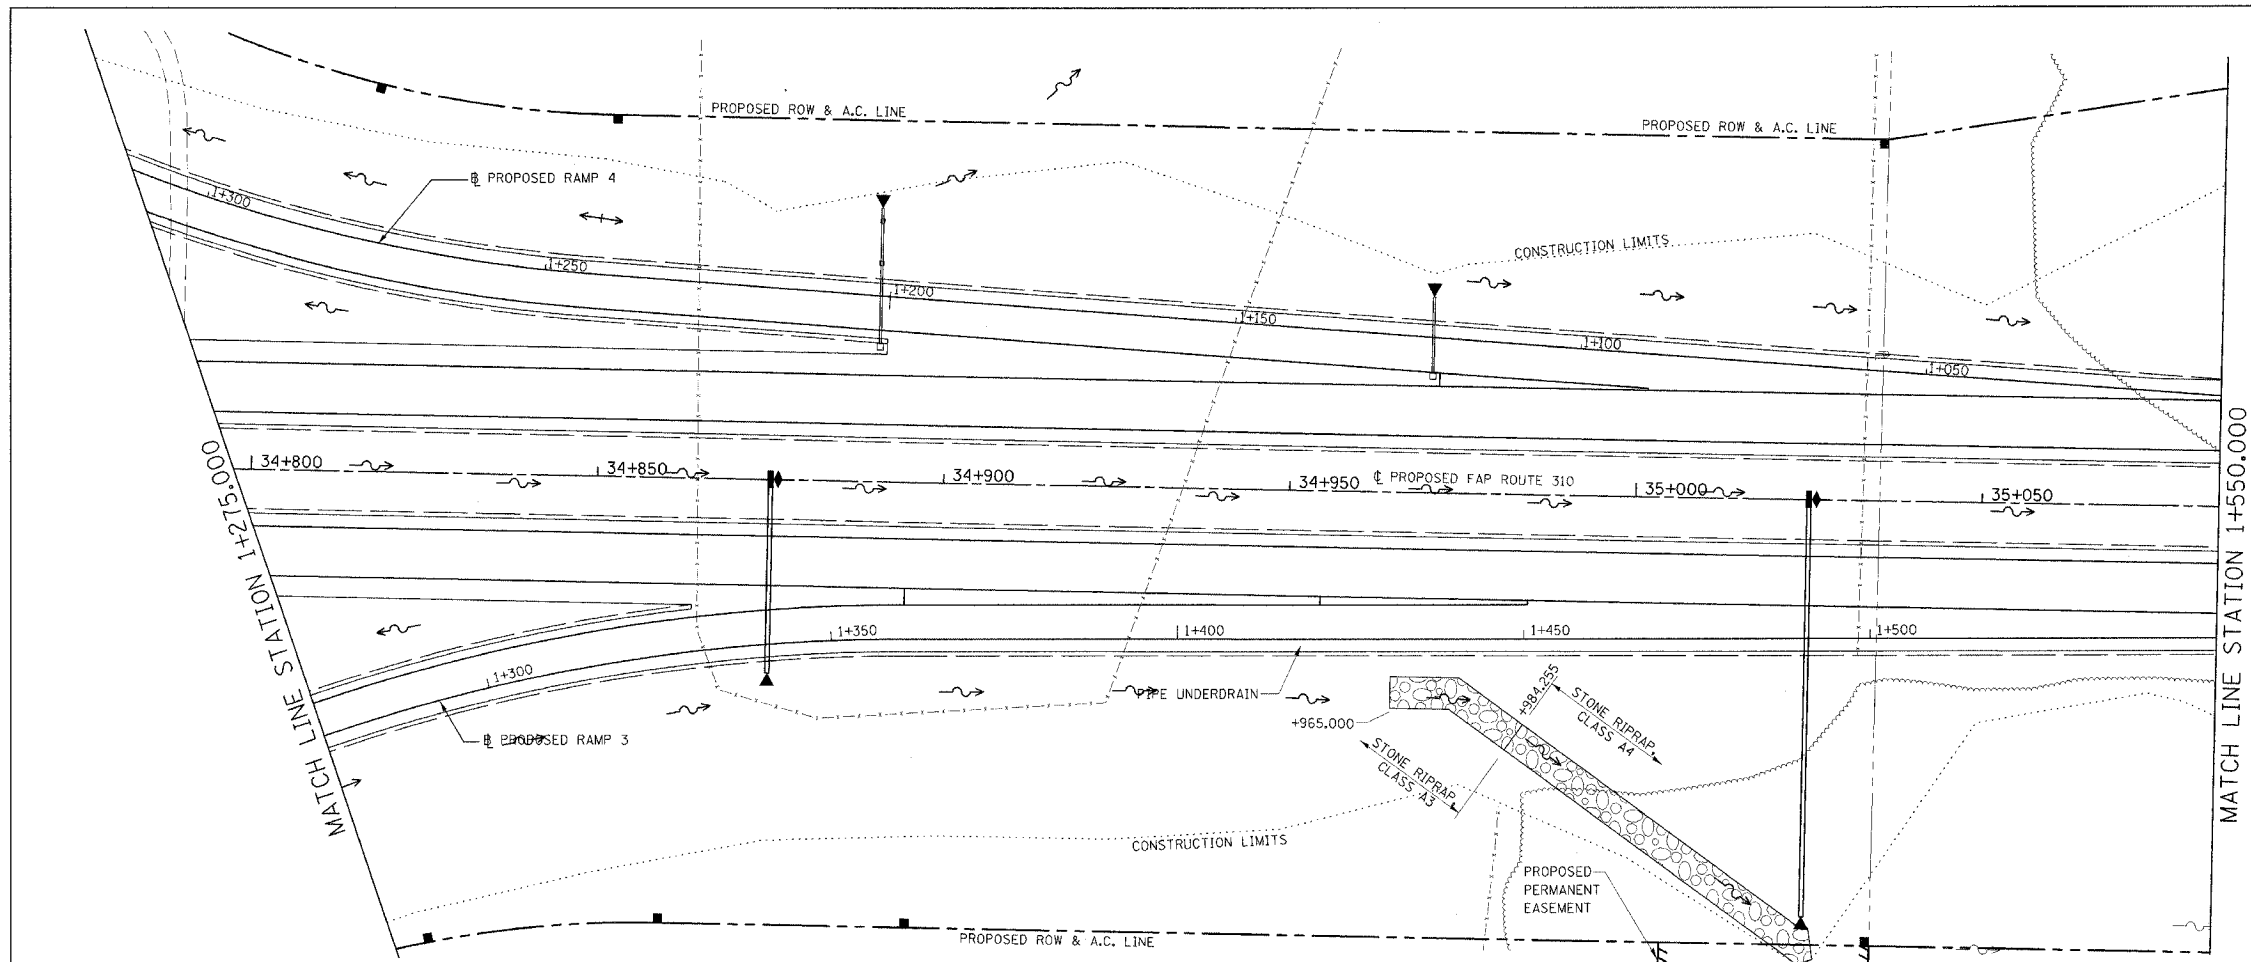 PROPOSED ROW & A.C. LINE
PROPOSED ROW & A.C. LINE
℄ PROPOSED RAMP 4
1+300
1+250
1+200
1+150
1+100
1+050
CONSTRUCTION LIMITS
34+800
34+850
34+900
34+950
℄ PROPOSED FAP ROUTE 310
35+000
35+050
MATCH LINE STATION 1+275.000
MATCH LINE STATION 1+550.000
1+300
1+350
1+400
1+450
1+500
PIPE UNDERDRAIN
℄ PROPOSED RAMP 3
+965.000
+984.255
STONE RIPRAP,
CLASS A4
STONE RIPRAP,
CLASS A3
CONSTRUCTION LIMITS
PROPOSED
PERMANENT
EASEMENT
PROPOSED ROW & A.C. LINE